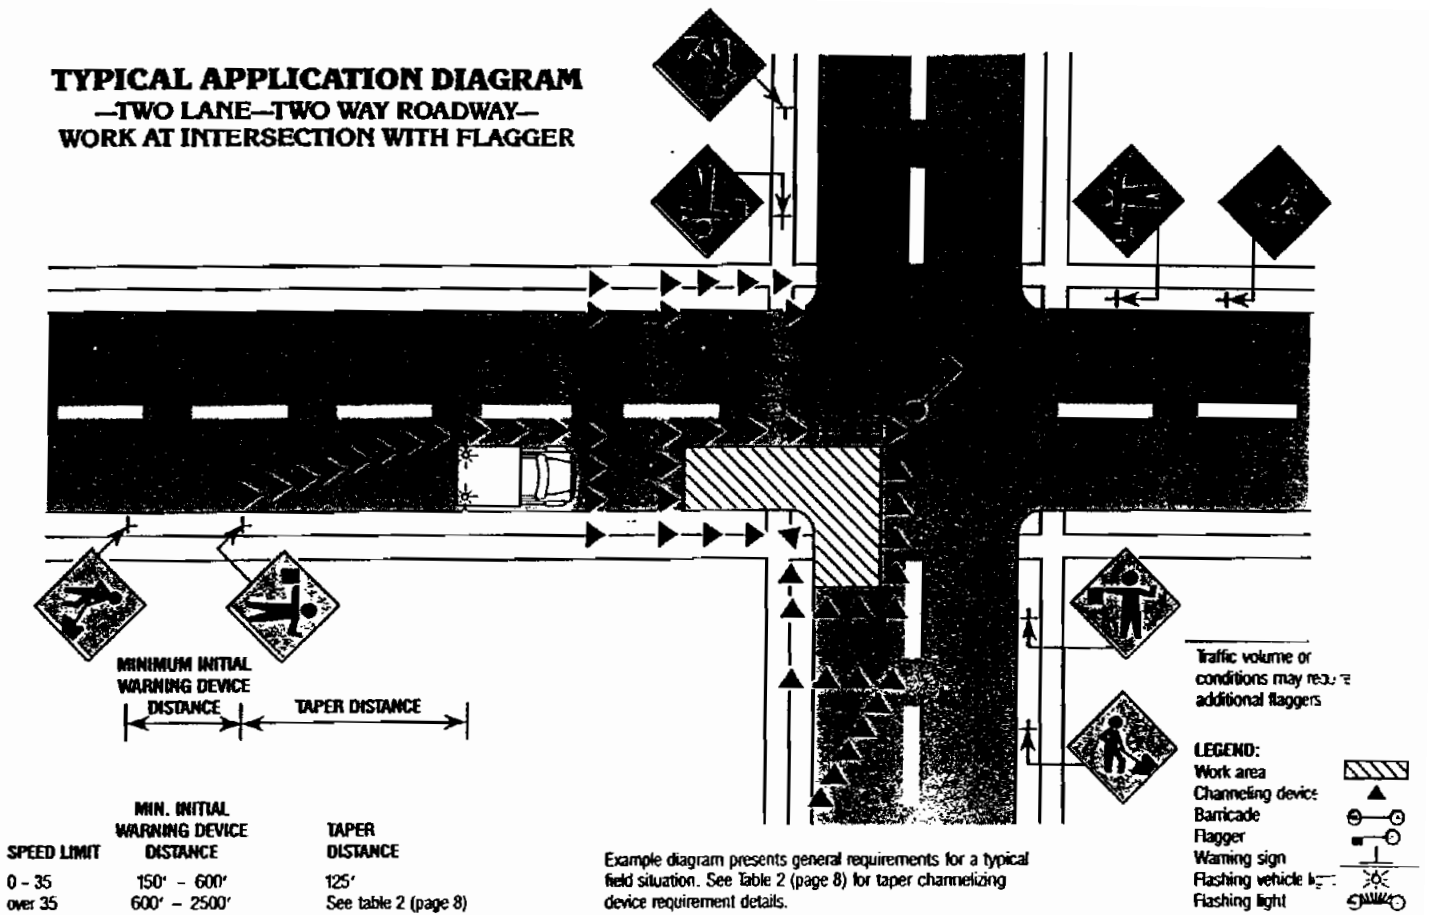 TYPICAL APPLICATION DIAGRAM
—TWO LANE—TWO WAY ROADWAY—
WORK AT INTERSECTION WITH FLAGGER
MINIMUM INITIAL
WARNING DEVICE
DISTANCE
TAPER DISTANCE
Traffic volume or
conditions may
additional flaggers
LEGEND:
Work area
Channeling device
Barricade
Flagger
Warning sign
Flashing vehicle
Flashing light
MIN. INITIAL
WARNING DEVICE
DISTANCE
TAPER
DISTANCE
SPEED LIMIT
0 - 35 150' - 600' 125'
over 35 600' - 2500' See table 2 (page 8)
Example diagram presents general requirements for a typical
field situation. See Table 2 (page 8) for taper channelizing
device requirement details.